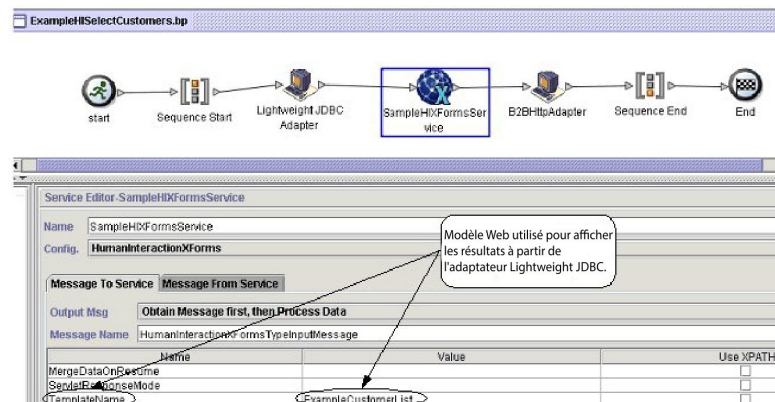 ExampleHISelectCustomers.bp
start
Sequence Start
Lightweight JDBC
Adapter
SampleHIXFormsSer
vice
B2BHttpAdapter
Sequence End
End
Service Editor-SampleHIXFormsService
Name SampleHIXFormsService
Config. HumanInteractionXForms
Modèle Web utilisé pour afficher
les résultats à partir de
l'adaptateur Lightweight JDBC.
Message To Service Message From Service
Output Msg Obtain Message first, then Process Data
Message Name HumanInteractionXFormsTypeInputMessage
Name Value Use XPATH
MergeDataOnResume
ServletResponseMode
TemplateName ExampleCustomerList